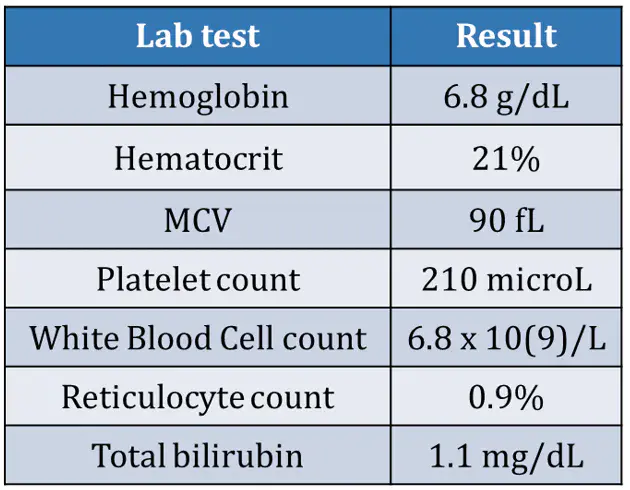 Lab test Result
Hemoglobin 6.8 g/dL
Hematocrit 21%
MCV 90 fL
Platelet count 210 microL
White Blood Cell count 6.8 x 10(9)/L
Reticulocyte count 0.9%
Total bilirubin 1.1 mg/dL